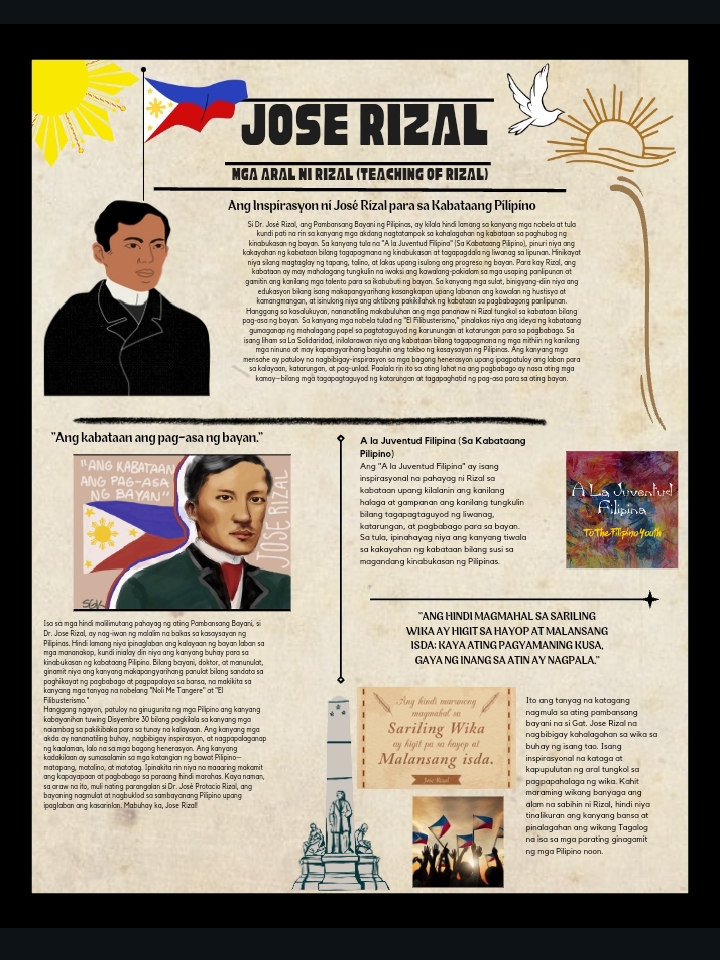 JOSE RIZAL
MGA ARAL NI RIZAL (TEACHING OF RIZAL)
Ang Inspirasyon ni José Rizal para sa Kabataang Pilipino
Si Dr. José Rizal, ang Pambansang Bayani ng Pilipinas, ay kilala hindi lamang sa kanyang mga nobela at tula
kundi pati na rin sa kanyang mga akdang nagtatampok sa kahalagahan ng kabataan sa paghubog ng
kinabukasan ng bayan. Sa kanyang tula na "A la Juventud Filipina" (Sa Kabataang Pilipino), pinuri niya ang
kakayahan ng kabataan bilang tagapagmana ng kinabukasan at tagapagdala ng liwanag sa lipunan. Hinikayat
niya silang magtaglay ng tapang, talino, at lakas upang isulong ang progreso ng bayan. Para kay Rizal, ang
kabataan ay may mahalagang tungkulin na iwaksi ang kawalang-pakialam sa mga usaping panlipunan at
gamitin ang kanilang mga talento para sa ikabubuti ng bayan. Sa kanyang mga sulat, binigyang-diin niya ang
edukasyon bilang isang makapangyarihang kasangkapan upang labanan ang kawalan ng hustisya at
kamangmangan, at isinulong niya ang aktibong pakikilahok ng kabataan sa pagbabagong panlipunan.
Hanggang sa kasalukuyan, nananatiling makabuluhan ang mga pananaw ni Rizal tungkol sa kabataan bilang
pag-asa ng bayan. Sa kanyang mga nobela tulad ng "El Filibusterismo," pinalakas niya ang ideya ng kabataang
gumaganap ng mahalagang papel sa pagtataguyod ng karunungan at katarungan para sa pagbabago. Sa
isang liham sa La Solidaridad, inilalarawan niya ang kabataan bilang tagapagmana ng mga mithiin ng kanilang
mga ninuno at may kapangyarihang baguhin ang takbo ng kasaysayan ng Pilipinas. Ang kanyang mga
mensahe ay patuloy na nagbibigay-inspirasyon sa mga bagong henerasyon upang ipagpatuloy ang laban para
sa kalayaan, katarungan, at pag-unlad. Paalala rin ito sa ating lahat na ang pagbabago ay nasa ating mga
kamay—bilang mga tagapagtaguyod ng katarungan at tagapaghatid ng pag-asa para sa ating bayan.
"Ang kabataan ang pag-asa ng bayan."
"ANG KABATAAN
ANG PAG-ASA
NG BAYAN"
JOSE RIZAL
Isa sa mga hindi malilimutang pahayag ng ating Pambansang Bayani, si
Dr. Jose Rizal, ay nag-iwan ng malalim na bakas sa kasaysayan ng
Pilipinas. Hindi lamang niya ipinaglaban ang kalayaan ng bayan laban sa
mga mananakop, kundi inialay din niya ang kanyang buhay para sa
kinabukasan ng kabataang Pilipino. Bilang bayani, doktor, at manunulat,
ginamit niya ang kanyang makapangyarihang panulat bilang sandata sa
paghikayat ng pagbabago at pagpapalaya sa bansa, na makikita sa
kanyang mga tanyag na nobelang "Noli Me Tangere" at "El
Filibusterismo."
Hanggang ngayon, patuloy na ginugunita ng mga Pilipino ang kanyang
kabayanihan tuwing Disyembre 30 bilang pagkilala sa kanyang mga
naiambag sa pakikibaka para sa tunay na kalayaan. Ang kanyang mga
akda ay nananatiling buhay, nagbibigay inspirasyon, at nagpapalaganap
ng kaalaman, lalo na sa mga bagong henerasyon. Ang kanyang
kadakilaan ay sumasalamin sa mga katangian ng bawat Pilipino—
matapang, matalino, at matatag. Ipinakita rin niya na maaaring makamit
ang kapayapaan at pagbabago sa paraang hindi marahas. Kaya naman,
sa araw na ito, muli nating parangalan si Dr. José Protacio Rizal, ang
bayaning nagmulat at nagbuklod sa sambayanang Pilipino upang
ipaglaban ang kasarinlan. Mabuhay ka, Jose Rizal!
A la Juventud Filipina (Sa Kabataang
Pilipino)
Ang "A la Juventud Filipina" ay isang
inspirasyonal na pahayag ni Rizal sa
kabataan upang kilalanin ang kanilang
halaga at gampanan ang kanilang tungkulin
bilang tagapagtaguyod ng liwanag,
katarungan, at pagbabago para sa bayan.
Sa tula, ipinahayag niya ang kanyang tiwala
sa kakayahan ng kabataan bilang susi sa
magandang kinabukasan ng Pilipinas.
A La Juventud
Filipina
To The Filipino Youth
"ANG HINDI MAGMAHAL SA SARILING
WIKA AY HIGIT SA HAYOP AT MALANSANG
ISDA; KAYA ATING PAGYAMANING KUSA,
GAYA NG INANG SA ATIN AY NAGPALA."
Ang hindi marunong
magmahal sa
Sariling Wika
ay higit pa sa hayop at
Malansang isda.
Jose Rizal
Ito ang tanyag na katagang
nagmula sa ating pambansang
bayani na si Gat. Jose Rizal na
nagbibigay kahalagahan sa wika sa
buhay ng isang tao. Isang
inspirasyonal na kataga at
kapupulutan ng aral tungkol sa
pagpapahalaga ng wika. Kahit
maraming wikang banyaga ang
alam na sabihin ni Rizal, hindi niya
tinalikuran ang kanyang bansa at
pinalagahan ang wikang Tagalog
na isa sa mga parating ginagamit
ng mga Pilipino noon.